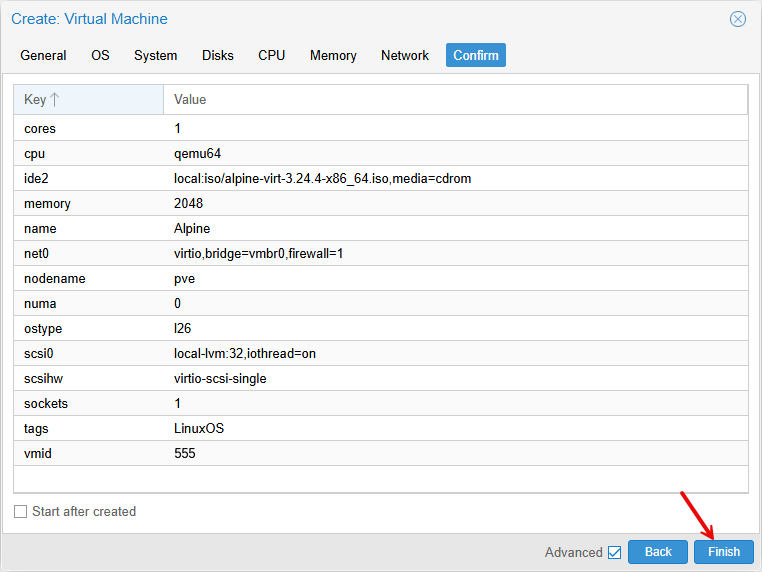 Create: Virtual Machine
General OS System Disks CPU Memory Network Confirm
Key Value
cores 1
cpu qemu64
ide2 local:iso/alpine-virt-3.24.4-x86_64.iso,media=cdrom
memory 2048
name Alpine
net0 virtio,bridge=vmbr0,firewall=1
nodename pve
numa 0
ostype l26
scsi0 local-lvm:32,iothread=on
scsihw virtio-scsi-single
sockets 1
tags LinuxOS
vmid 555
Start after created
Advanced Back Finish